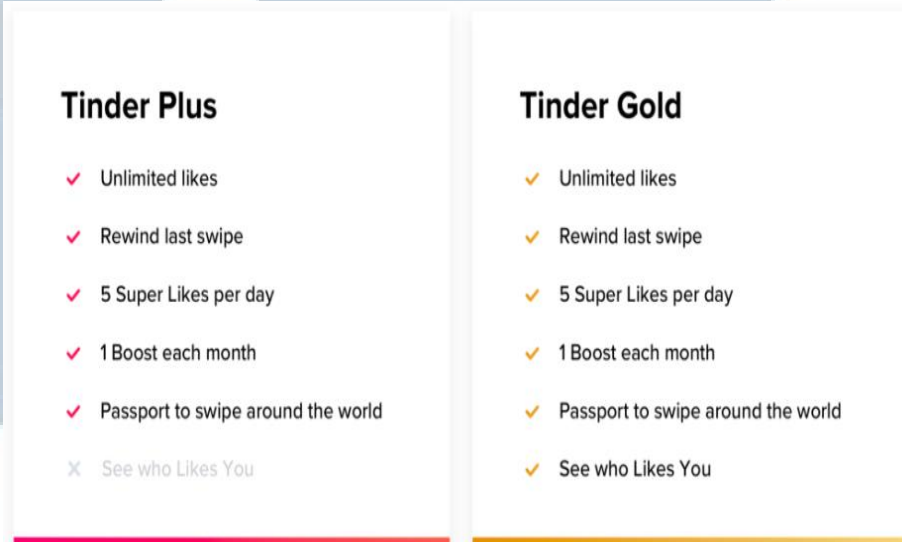 Tinder Plus
Unlimited likes
Rewind last swipe
5 Super Likes per day
1 Boost each month
Passport to swipe around the world
See who Likes You
Tinder Gold
Unlimited likes
Rewind last swipe
5 Super Likes per day
1 Boost each month
Passport to swipe around the world
See who Likes You